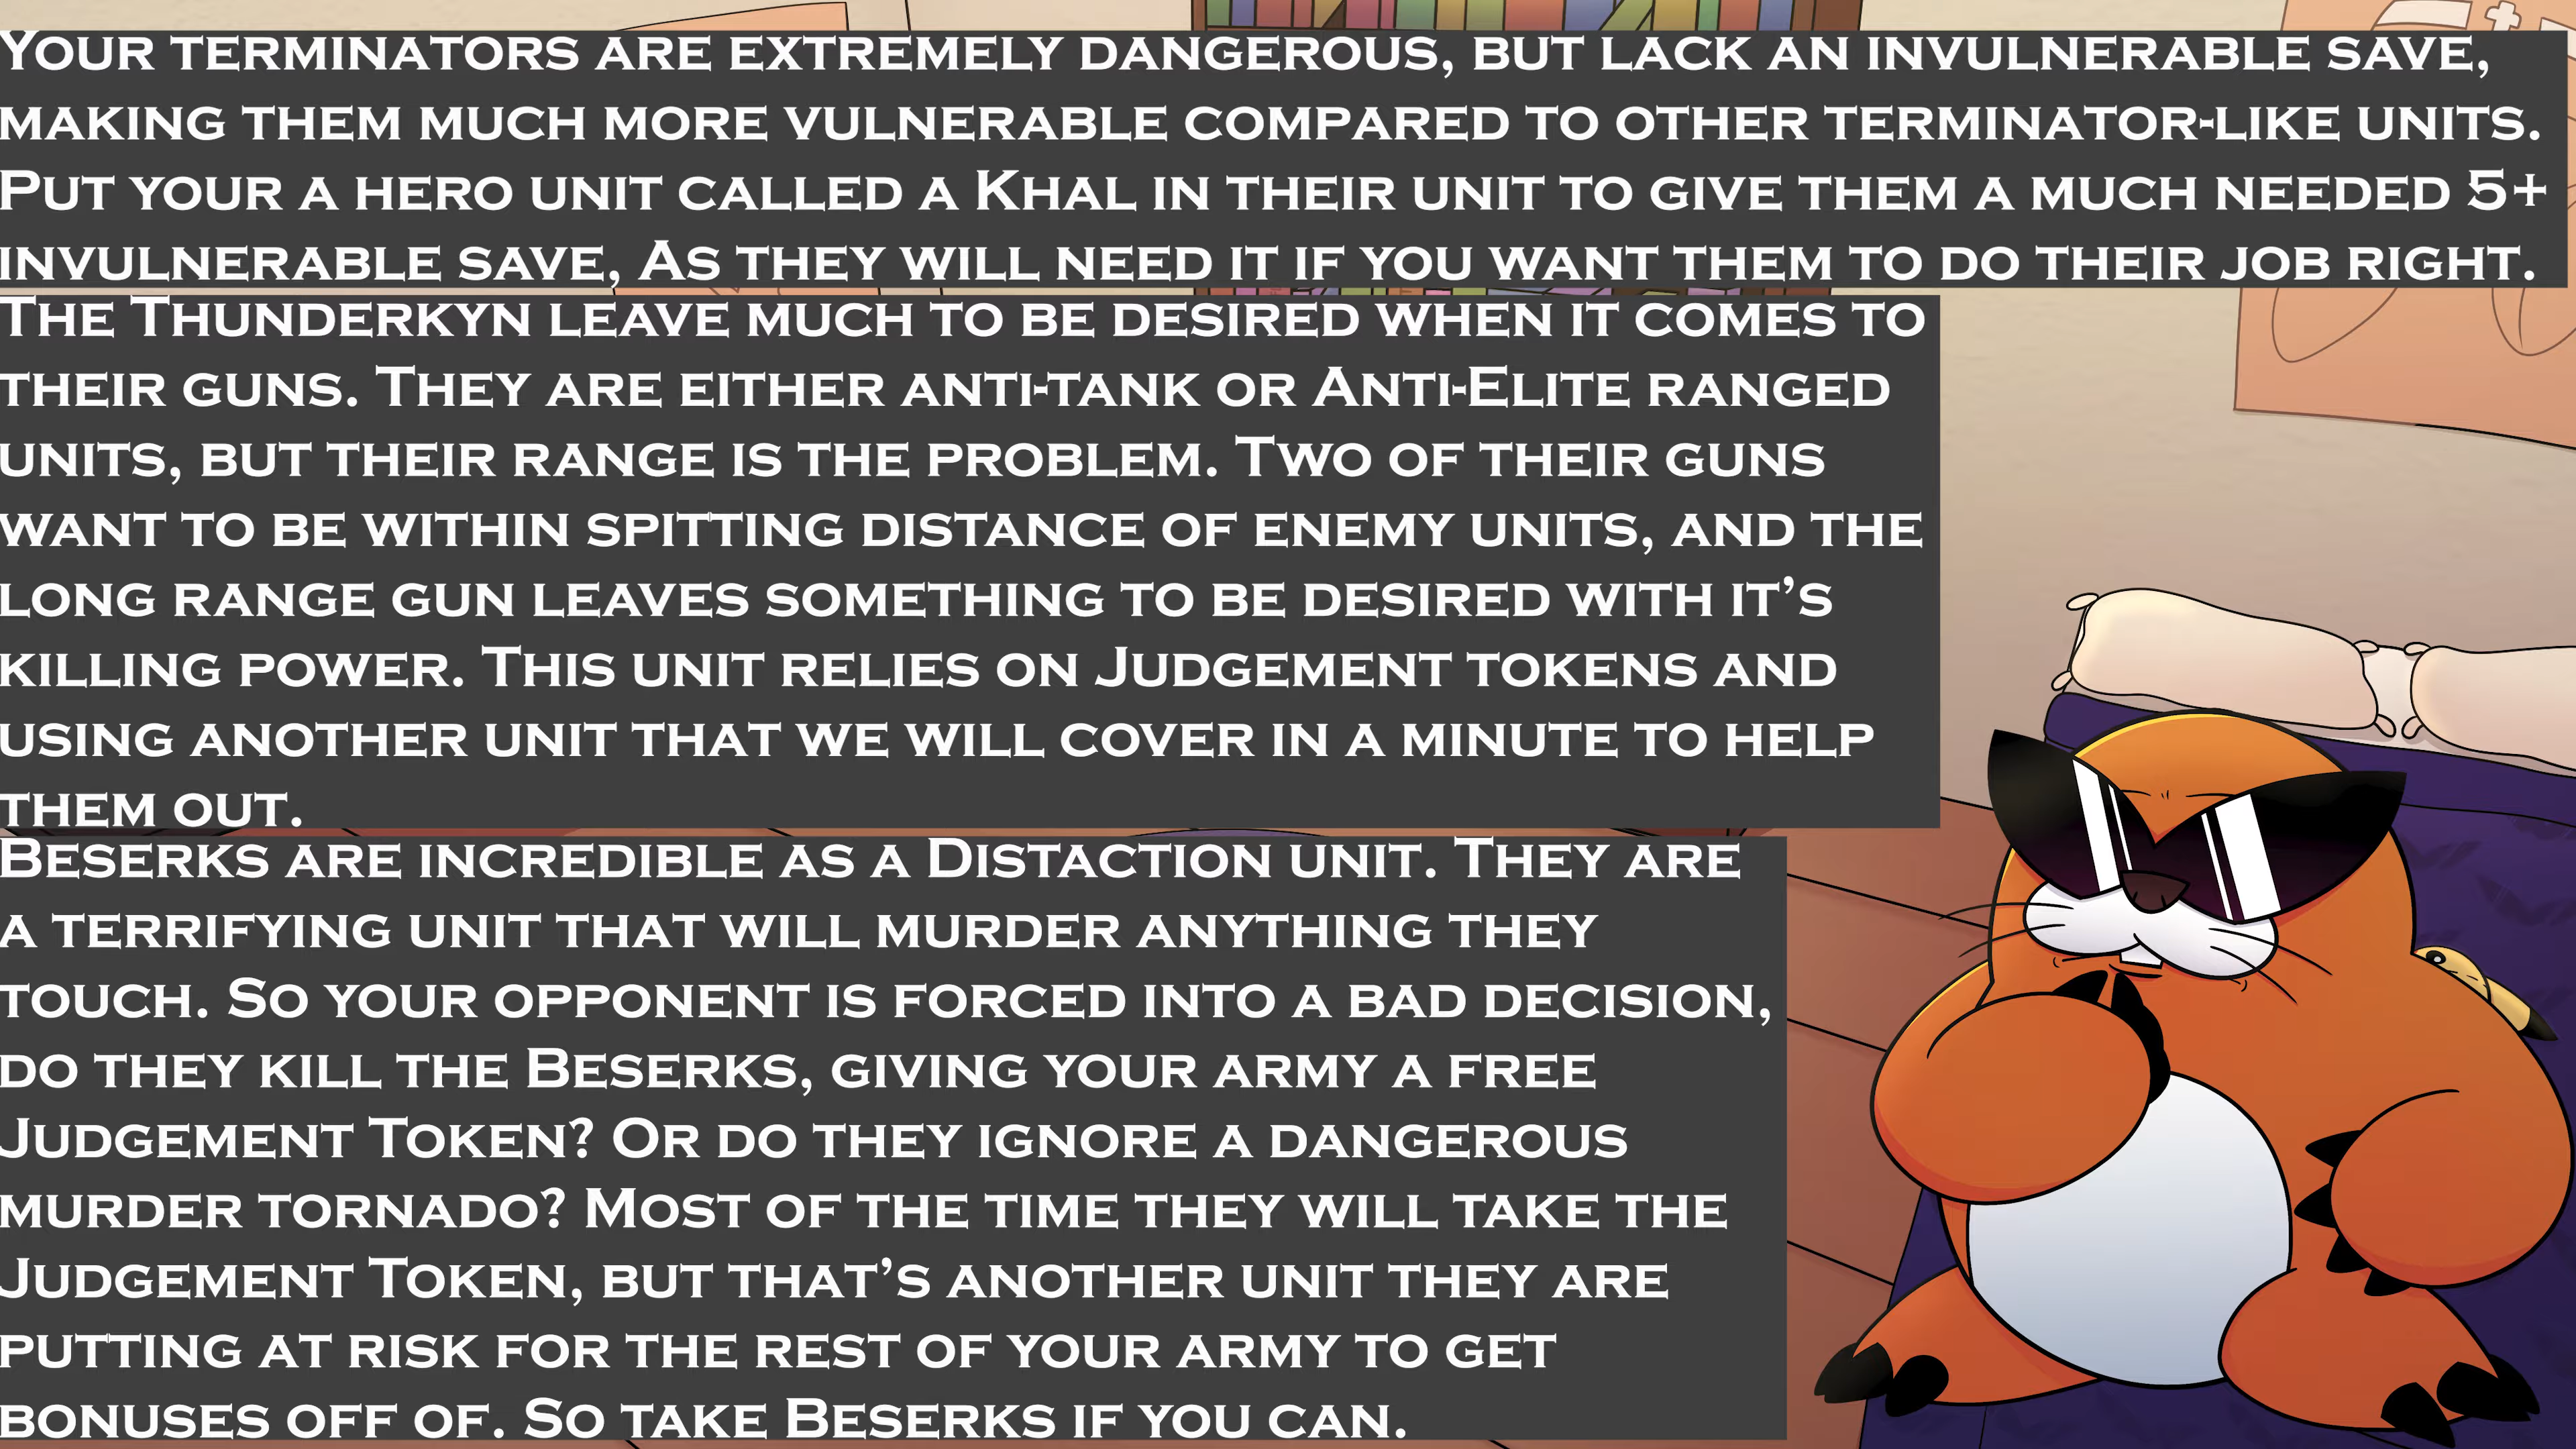 Your terminators are extremely dangerous, but lack an invulnerable save,
making them much more vulnerable compared to other terminator-like units.
Put your a hero unit called a Khal in their unit to give them a much needed 5+
invulnerable save, As they will need it if you want them to do their job right.
The Thunderkyn leave much to be desired when it comes to
their guns. They are either anti-tank or Anti-Elite ranged
units, but their range is the problem. Two of their guns
want to be within spitting distance of enemy units, and the
long range gun leaves something to be desired with it's
killing power. This unit relies on Judgement tokens and
using another unit that we will cover in a minute to help
them out.
Beserks are incredible as a Distaction unit. They are
a terrifying unit that will murder anything they
touch. So your opponent is forced into a bad decision,
do they kill the Beserks, giving your army a free
Judgement Token? Or do they ignore a dangerous
murder tornado? Most of the time they will take the
Judgement Token, but that's another unit they are
putting at risk for the rest of your army to get
bonuses off of. So take Beserks if you can.